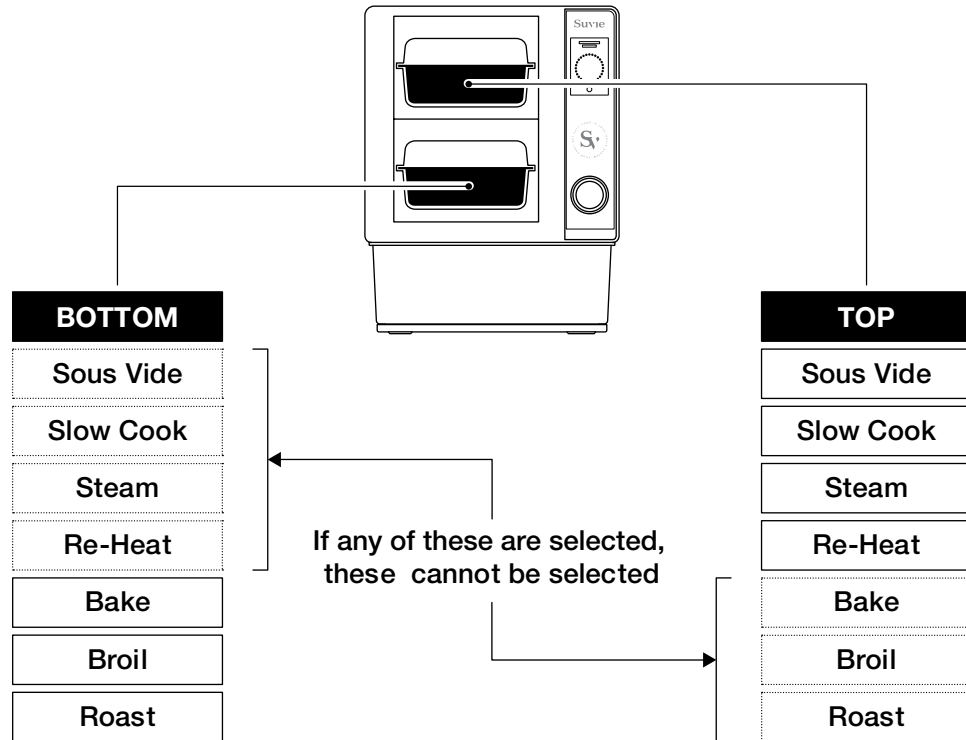 Suvie
SV
BOTTOM
Sous Vide
Slow Cook
Steam
Re-Heat
Bake
Broil
Roast
If any of these are selected,
these cannot be selected
TOP
Sous Vide
Slow Cook
Steam
Re-Heat
Bake
Broil
Roast